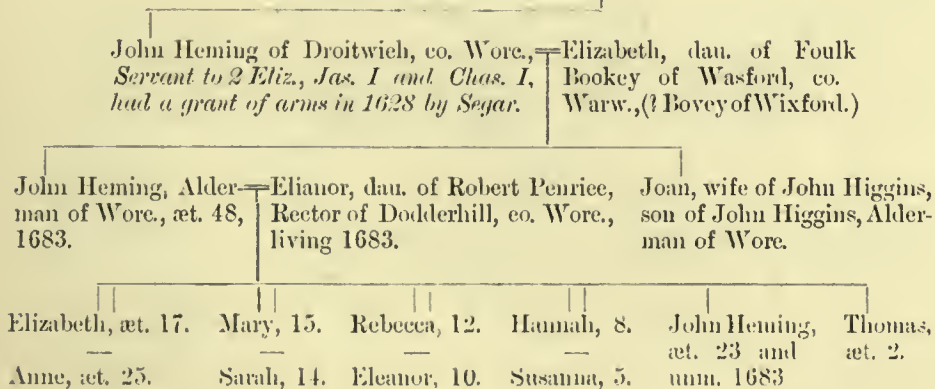 John Heming of Droitwich, co. Worc.,
Servant to Q Eliz., Jas. I and Chas. I,
had a grant of arms in 1628 by Segar.
Elizabeth, dau. of Foulk
Bookey of Wasford, co.
Warw.,(? Bovey of Wixford.)
John Heming, Alder-
man of Worc., æt. 48,
1683.
Elianor, dau. of Robert Penrice,
Rector of Dodderhill, co. Worc.,
living 1683.
Joan, wife of John Higgins,
son of John Higgins, Alder-
man of Worc.
Elizabeth, æt. 17.
—
Anne, æt. 25.
Mary, 15.
—
Sarah, 14.
Rebecca, 12.
—
Eleanor, 10.
Hannah, 8.
—
Susanna, 5.
John Heming,
æt. 23 and
unm. 1683
Thomas,
æt. 2.